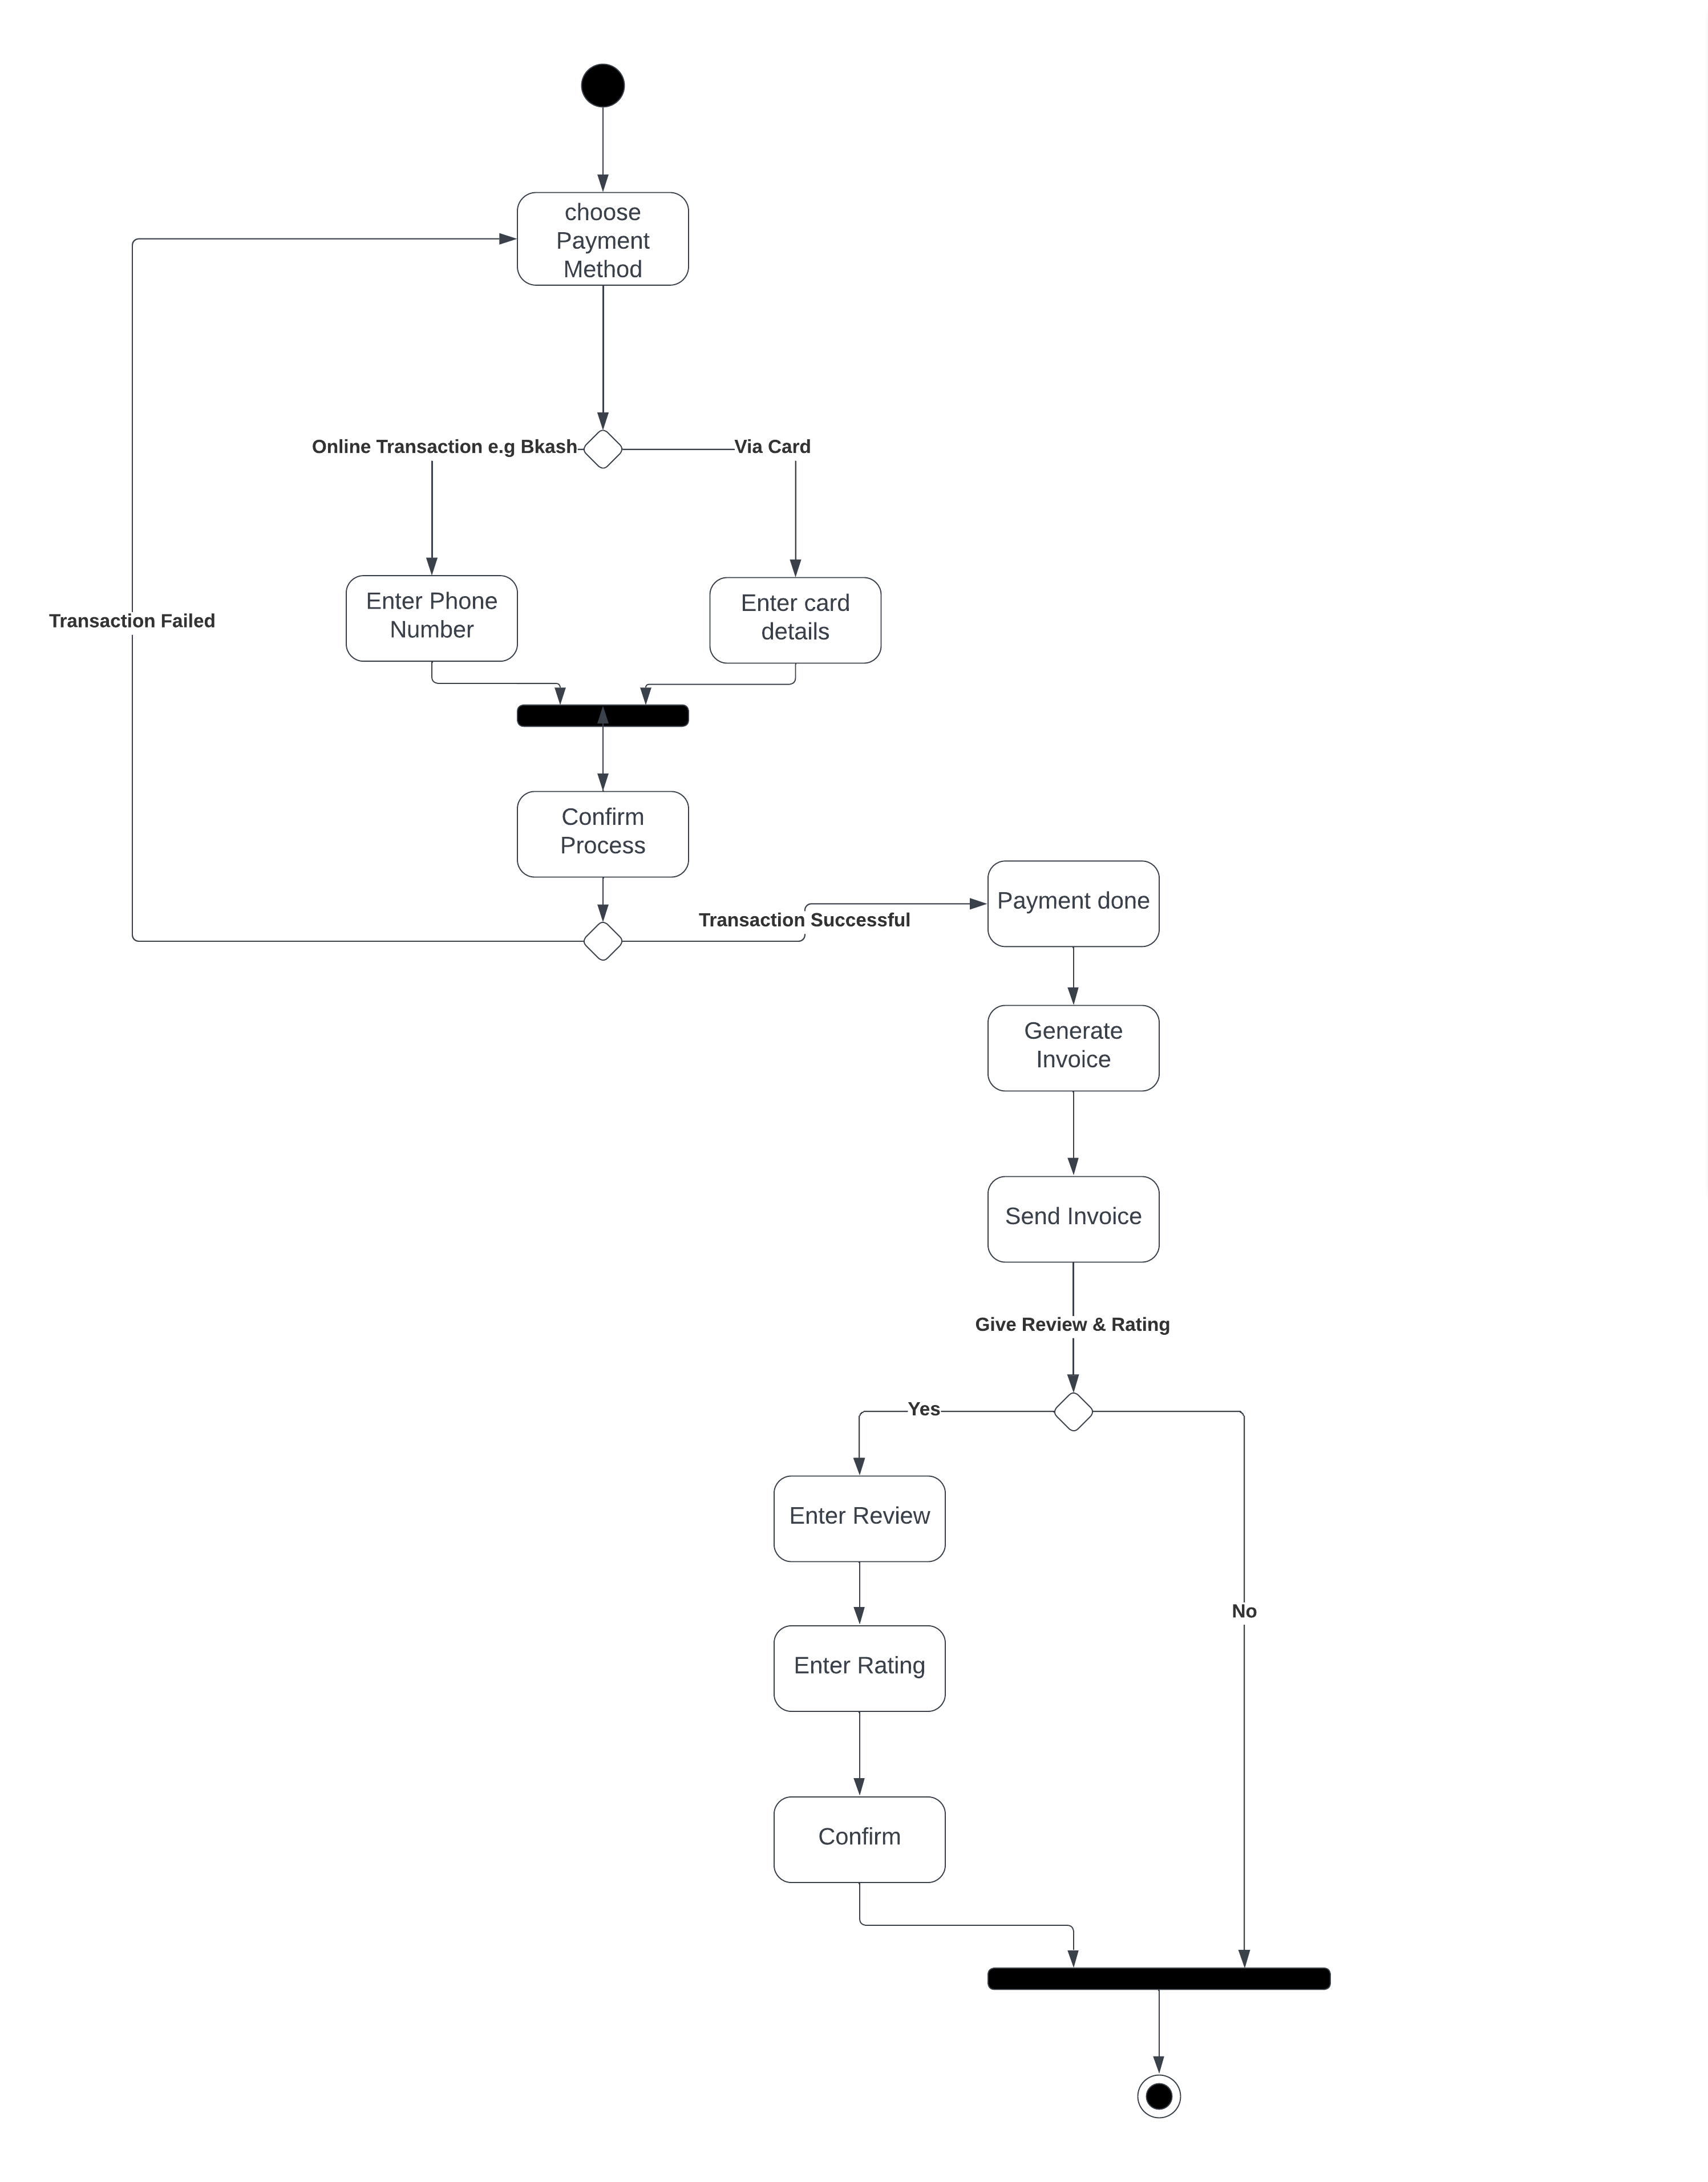 choose
Payment
Method
Online Transaction e.g Bkash
Via Card
Enter Phone
Number
Enter card
details
Transaction Failed
Confirm
Process
Transaction Successful
Payment done
Generate
Invoice
Send Invoice
Give Review & Rating
Yes
Enter Review
No
Enter Rating
Confirm